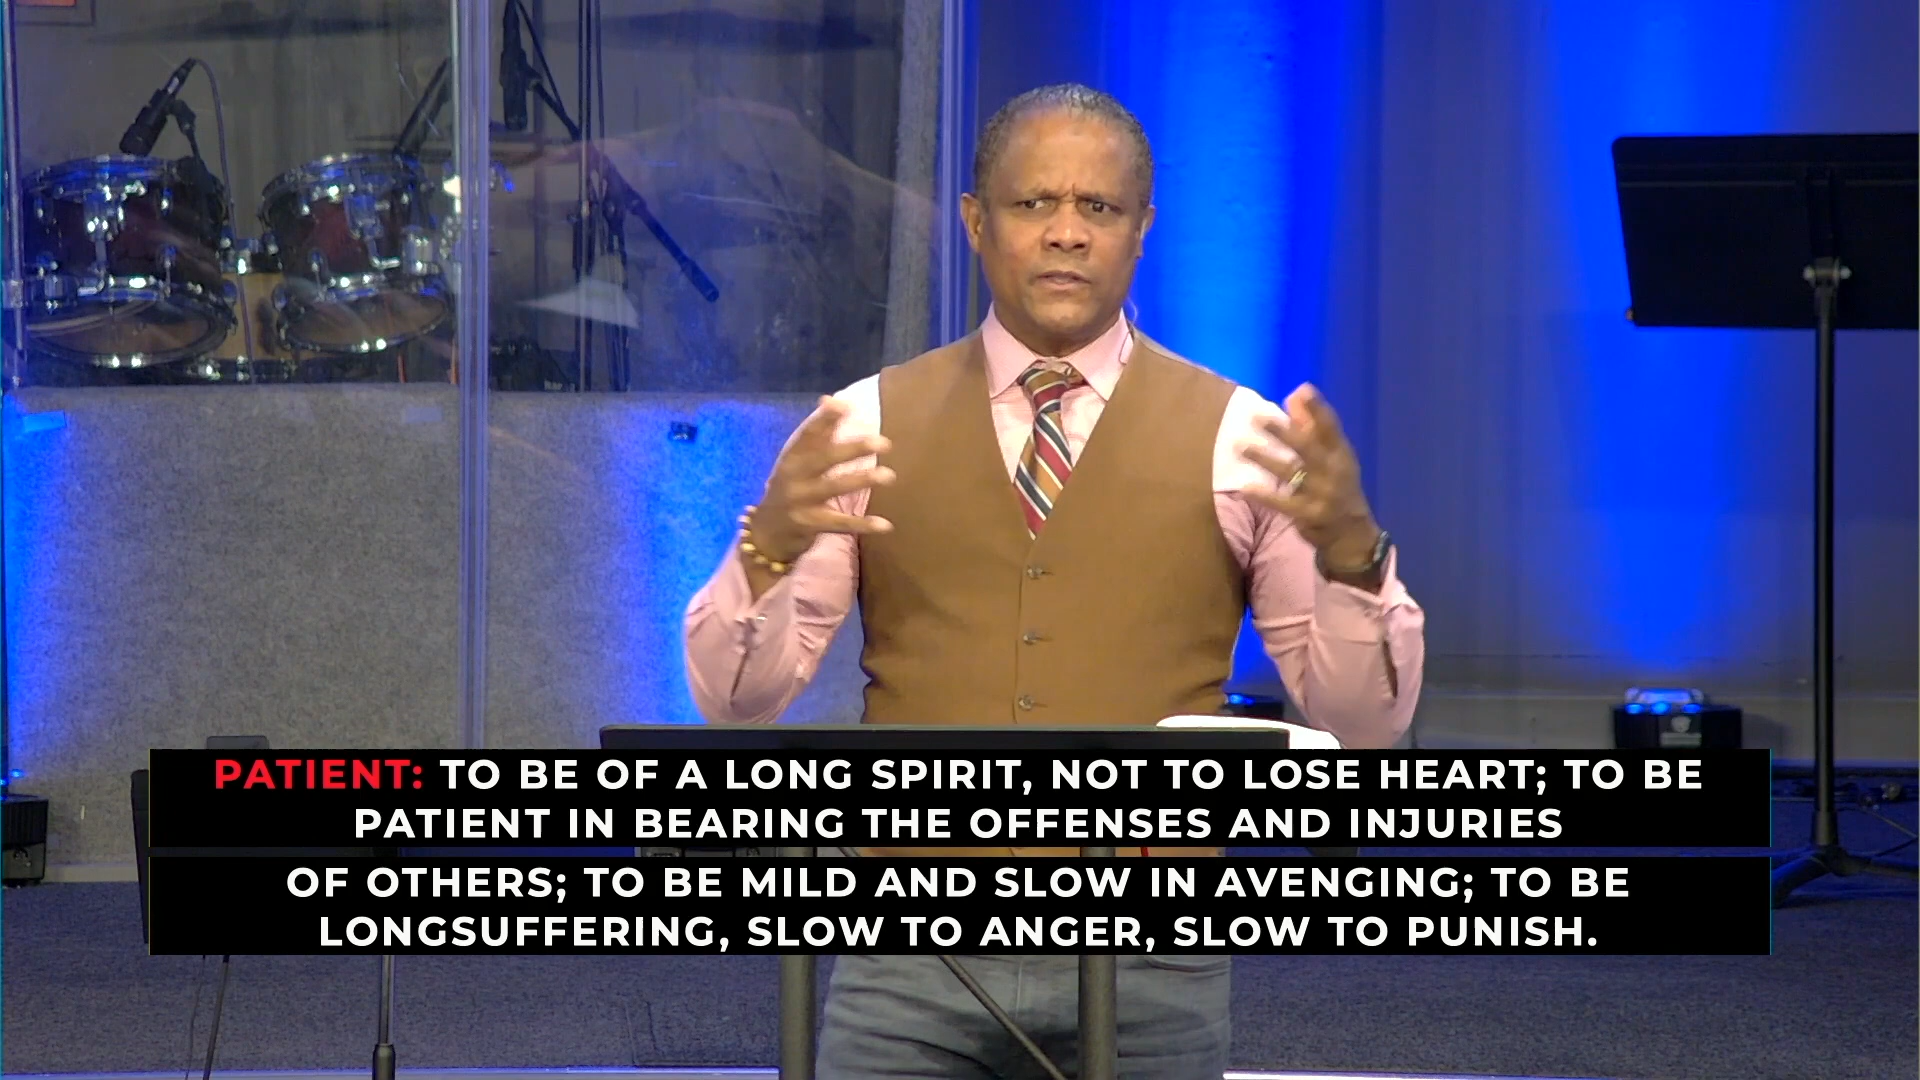 PATIENT: TO BE OF A LONG SPIRIT, NOT TO LOSE HEART; TO BE
PATIENT IN BEARING THE OFFENSES AND INJURIES
OF OTHERS; TO BE MILD AND SLOW IN AVENGING; TO BE
LONGSUFFERING, SLOW TO ANGER, SLOW TO PUNISH.